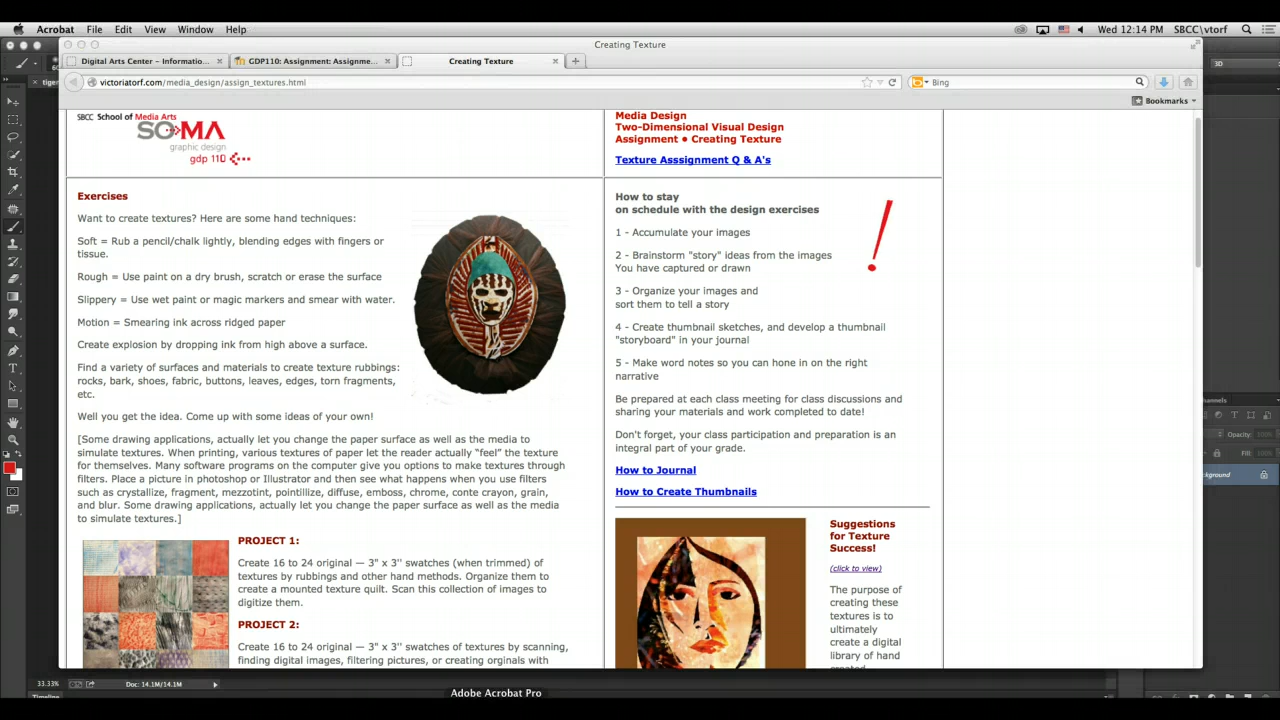 Acrobat File Edit View Window Help
Wed 12:14 PM SBCC\vtorf
Creating Texture
Digital Arts Center – Informatio...
GDP110: Assignment: Assignme...
Creating Texture
3D
victoriatorf.com/media_design/assign_textures.html
Bing
Bookmarks
SBCC School of Media Arts
SOMA
graphic design
gdp 110
Media Design
Two-Dimensional Visual Design
Assignment • Creating Texture
Texture Asssignment Q & A's
Exercises
Want to create textures? Here are some hand techniques:
Soft = Rub a pencil/chalk lightly, blending edges with fingers or
tissue.
Rough = Use paint on a dry brush, scratch or erase the surface
Slippery = Use wet paint or magic markers and smear with water.
Motion = Smearing ink across ridged paper
Create explosion by dropping ink from high above a surface.
Find a variety of surfaces and materials to create texture rubbings:
rocks, bark, shoes, fabric, buttons, leaves, edges, torn fragments,
etc.
Well you get the idea. Come up with some ideas of your own!
[Some drawing applications, actually let you change the paper surface as well as the media to
simulate textures. When printing, various textures of paper let the reader actually “feel” the texture
for themselves. Many software programs on the computer give you options to make textures through
filters. Place a picture in photoshop or Illustrator and then see what happens when you use filters
such as crystallize, fragment, mezzotint, pointillize, diffuse, emboss, chrome, conte crayon, grain,
and blur. Some drawing applications, actually let you change the paper surface as well as the media
to simulate textures.]
PROJECT 1:
Create 16 to 24 original — 3" x 3'' swatches (when trimmed) of
textures by rubbings and other hand methods. Organize them to
create a mounted texture quilt. Scan this collection of images to
digitize them.
PROJECT 2:
Create 16 to 24 original — 3" x 3'' swatches of textures by scanning,
finding digital images, filtering pictures, or creating orginals with
How to stay
on schedule with the design exercises
!
1 - Accumulate your images
2 - Brainstorm "story" ideas from the images
You have captured or drawn
3 - Organize your images and
sort them to tell a story
4 - Create thumbnail sketches, and develop a thumbnail
"storyboard" in your journal
5 - Make word notes so you can hone in on the right
narrative
Be prepared at each class meeting for class discussions and
sharing your materials and work completed to date!
Don't forget, your class participation and preparation is an
integral part of your grade.
How to Journal
How to Create Thumbnails
Suggestions
for Texture
Success!
(click to view)
The purpose of
creating these
textures is to
ultimately
create a digital
library of hand
created
Opacity: 100%
Fill: 100%
33.33% Doc: 14.1M/14.1M
Timeline
Adobe Acrobat Pro